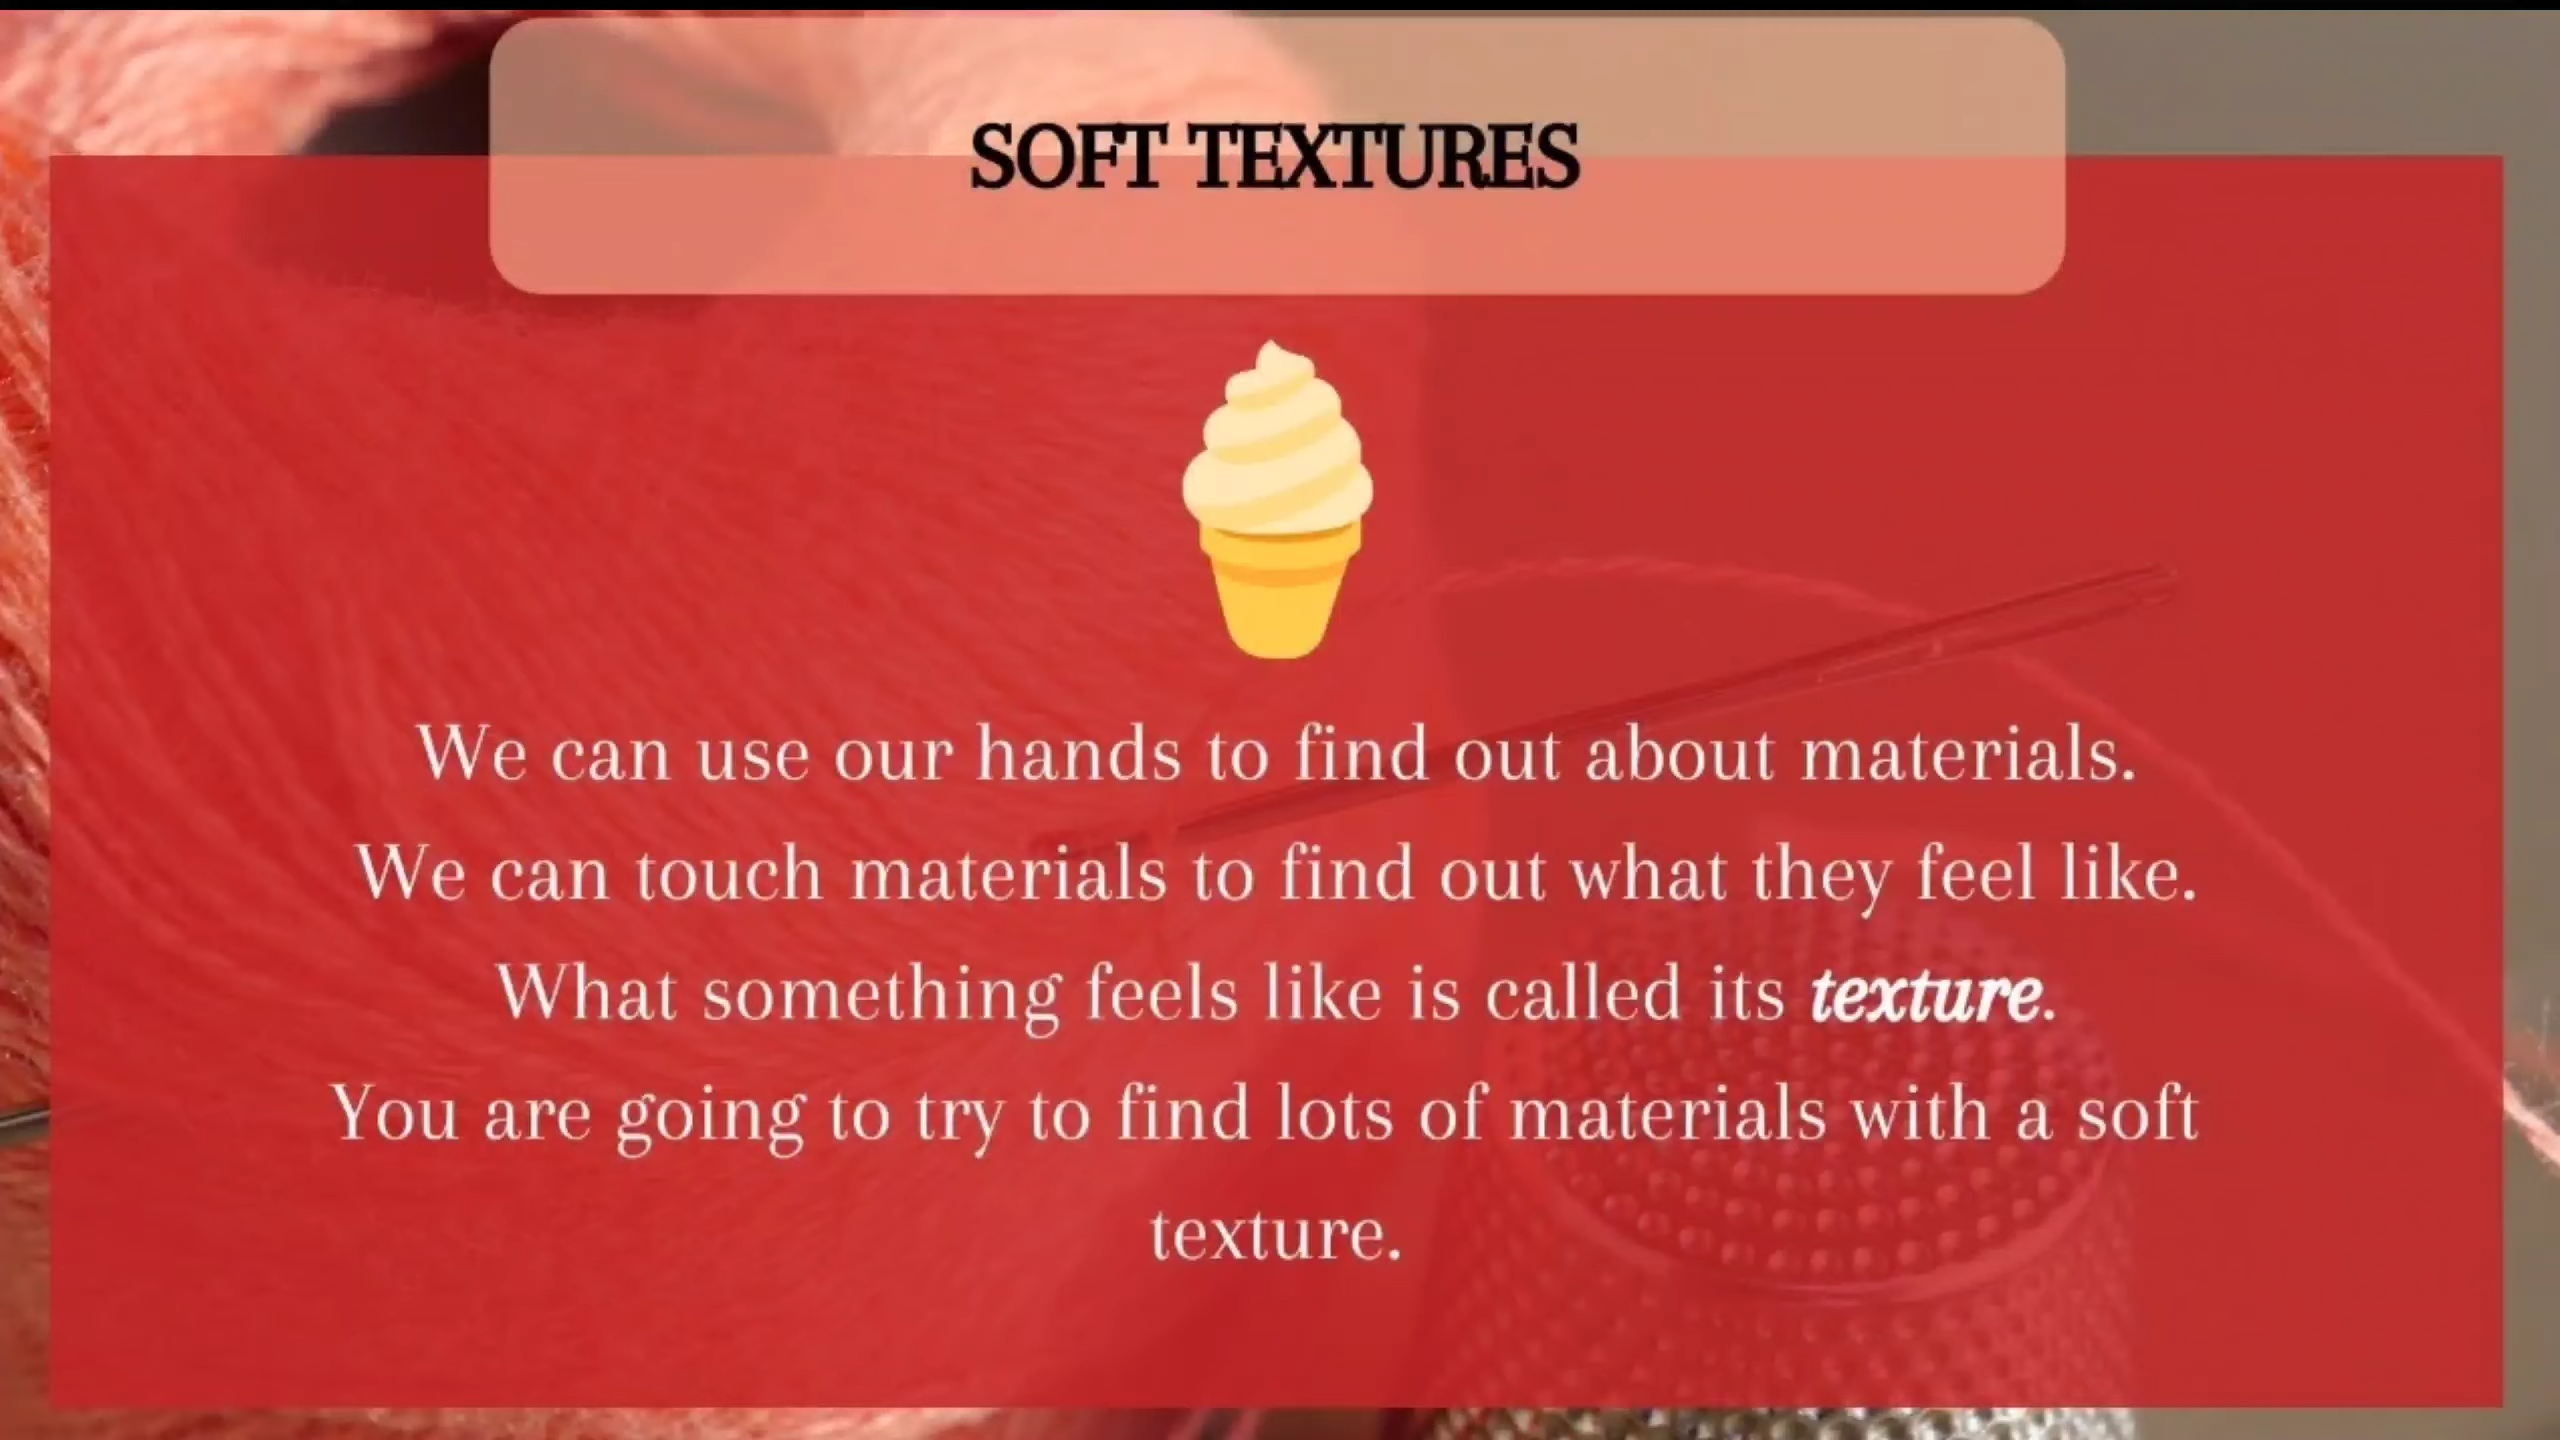 SOFT TEXTURES
We can use our hands to find out about materials.
We can touch materials to find out what they feel like.
What something feels like is called its texture.
You are going to try to find lots of materials with a soft
texture.